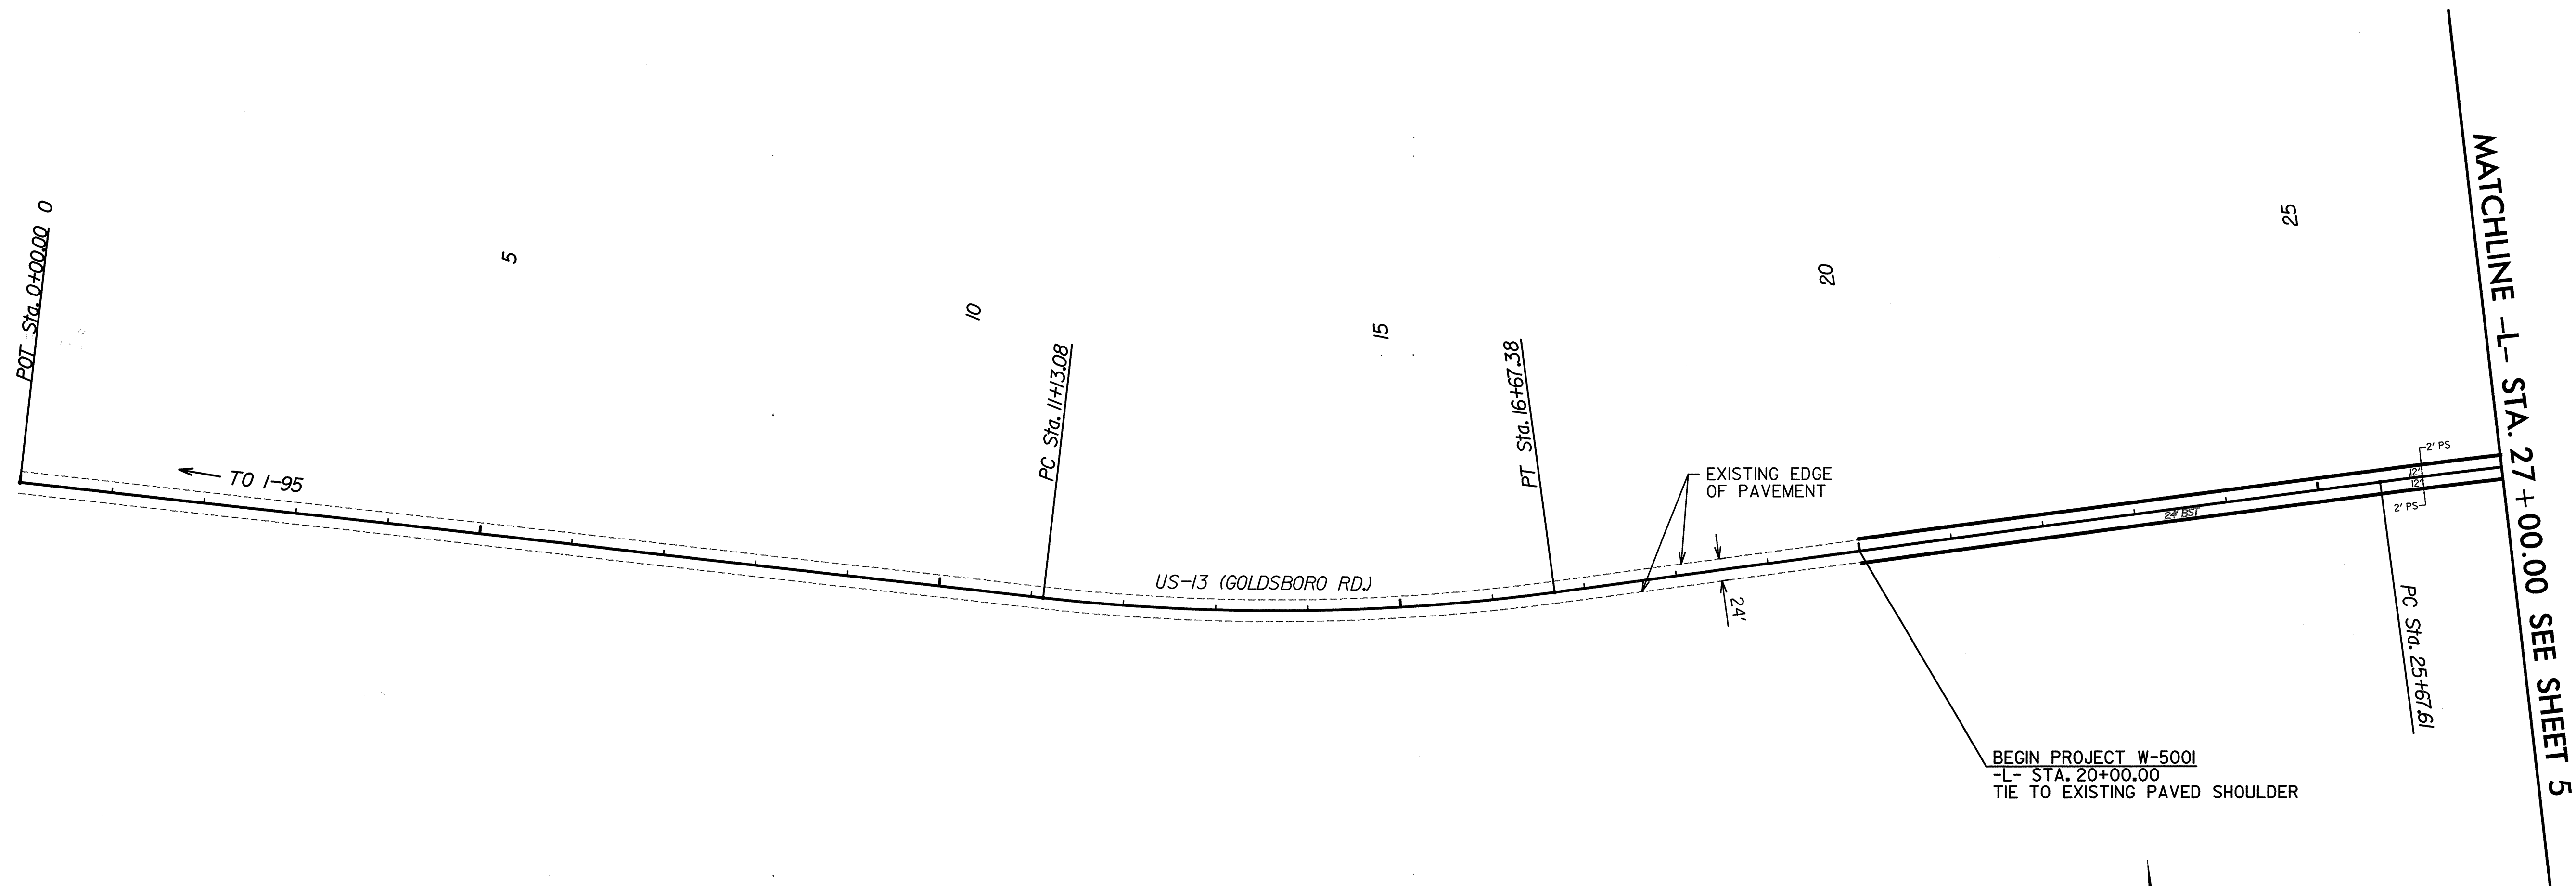 POT Sta. 0+00.00
0
5
10
15
20
25
TO I-95
PC Sta. 11+13.08
US-13 (GOLDSBORO RD.)
PT Sta. 16+67.38
EXISTING EDGE
OF PAVEMENT
24'
24' BST
2' PS
12'
12'
2' PS
PC Sta. 25+67.61
BEGIN PROJECT W-5001
-L- STA. 20+00.00
TIE TO EXISTING PAVED SHOULDER
MATCHLINE -L- STA. 27+00.00 SEE SHEET 5